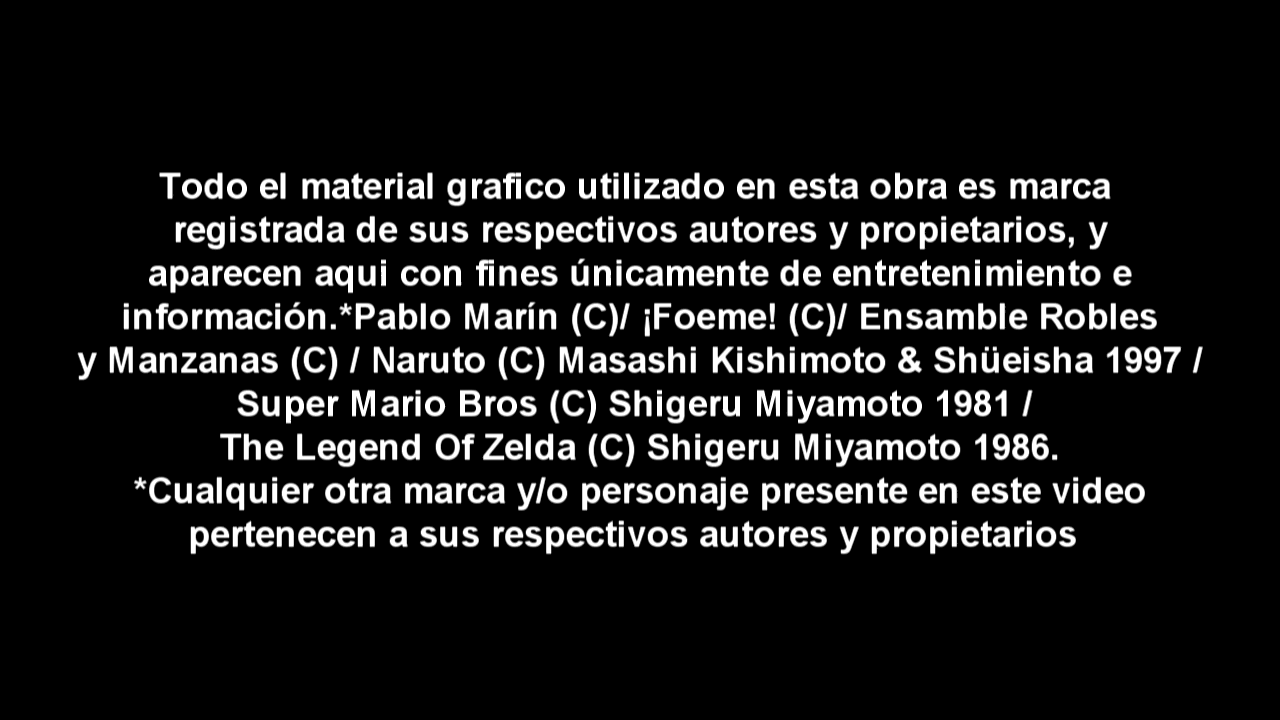 Todo el material grafico utilizado en esta obra es marca
registrada de sus respectivos autores y propietarios, y
aparecen aqui con fines únicamente de entretenimiento e
información.*Pablo Marín (C)/ ¡Foeme! (C)/ Ensamble Robles
y Manzanas (C) / Naruto (C) Masashi Kishimoto & Shüeisha 1997 /
Super Mario Bros (C) Shigeru Miyamoto 1981 /
The Legend Of Zelda (C) Shigeru Miyamoto 1986.
*Cualquier otra marca y/o personaje presente en este video
pertenecen a sus respectivos autores y propietarios